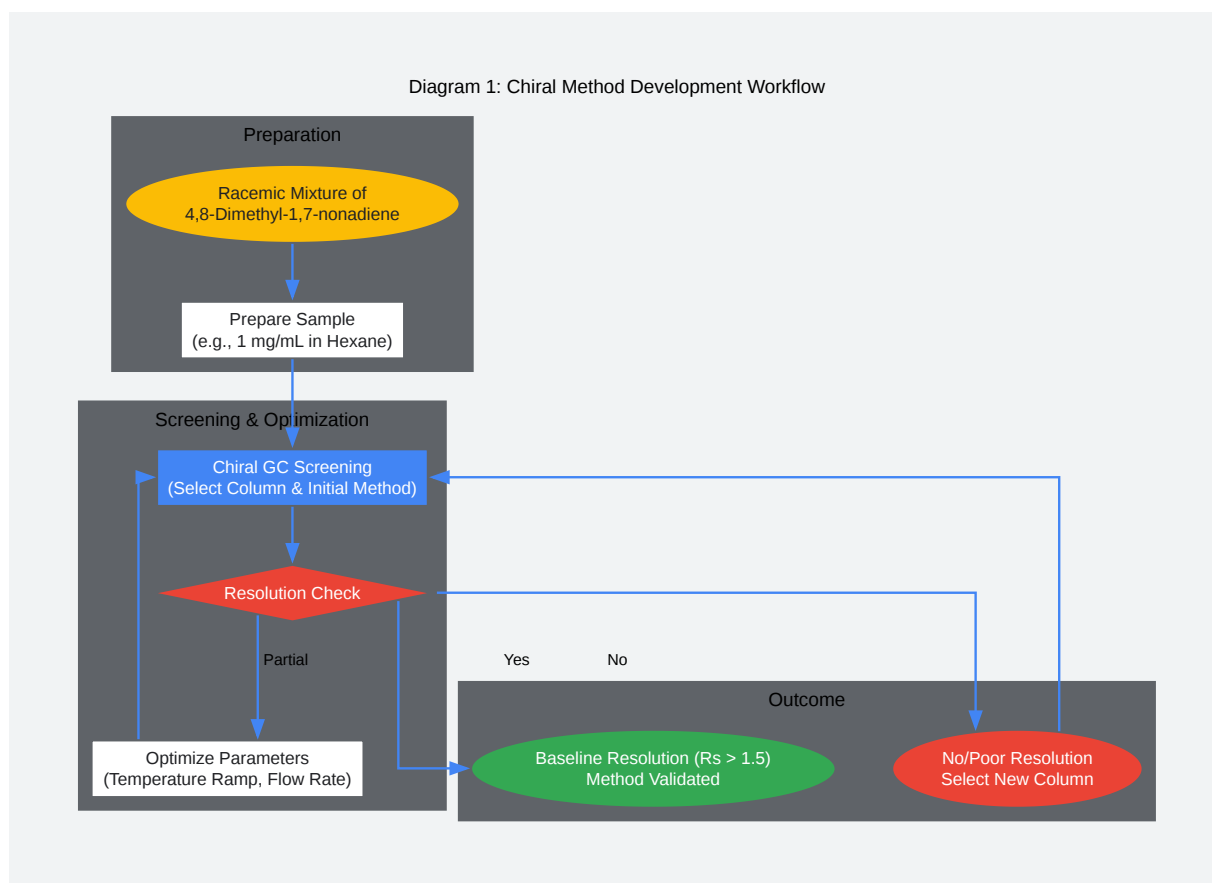 Diagram 1: Chiral Method Development Workflow
Preparation
Racemic Mixture of
4,8-Dimethyl-1,7-nonadiene
Prepare Sample
(e.g., 1 mg/mL in Hexane)
Screening & Optimization
Chiral GC Screening
(Select Column & Initial Method)
Resolution Check
Partial
Yes
No
Outcome
Optimize Parameters
(Temperature Ramp, Flow Rate)
Baseline Resolution (Rs > 1.5)
Method Validated
No/Poor Resolution
Select New Column